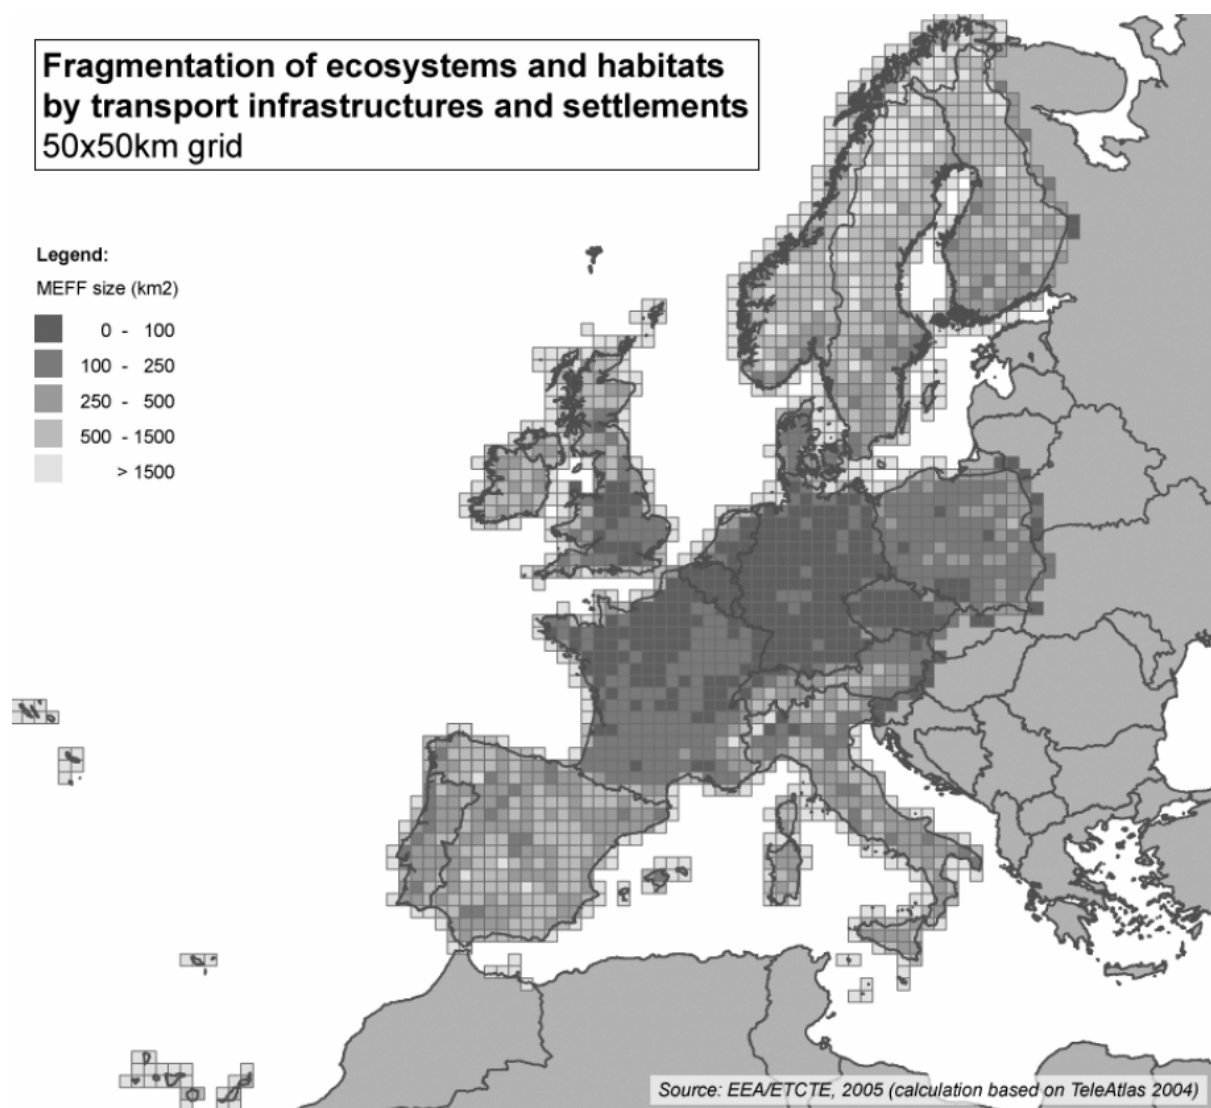 Fragmentation of ecosystems and habitats
by transport infrastructures and settlements
50x50km grid
Legend:
MEFF size (km2)
0 - 100
100 - 250
250 - 500
500 - 1500
> 1500
Source: EEA/ETCTE, 2005 (calculation based on TeleAtlas 2004)